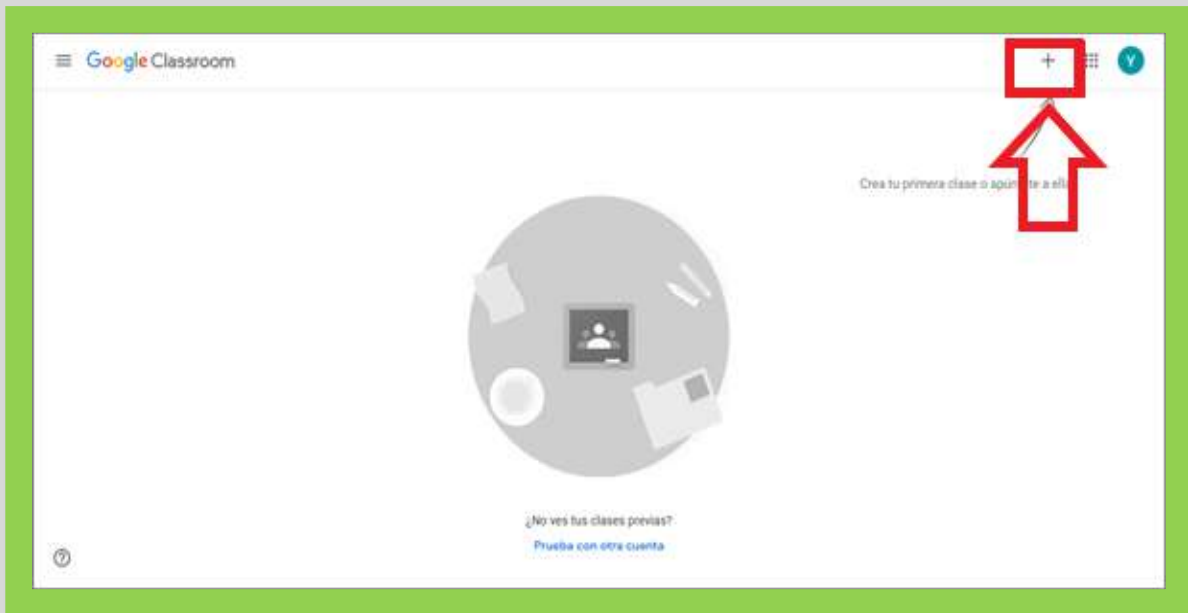 Google Classroom
+
Y
Crea tu primera clase o apúntate a ella
¿No ves tus clases previas?
Prueba con otra cuenta
?